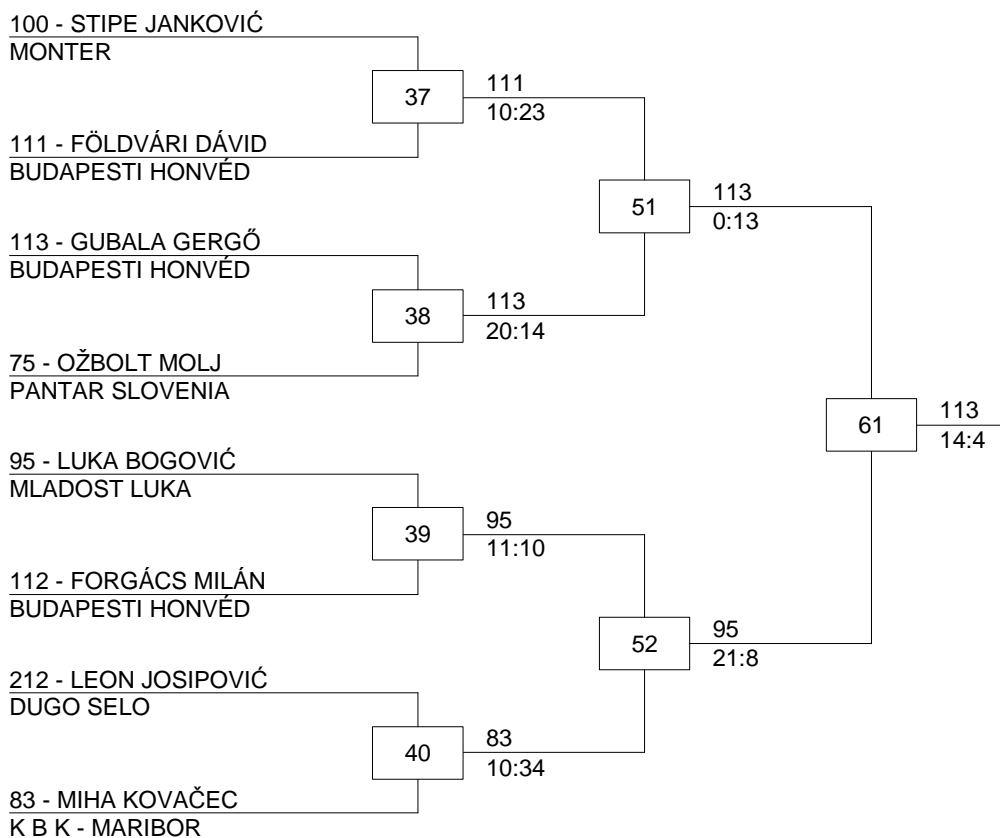 100 - STIPE JANKOVIĆ
MONTER
37
111
10:23
111 - FÖLDVÁRI DÁVID
BUDAPESTI HONVÉD
51
113
0:13
113 - GUBALA GERGŐ
BUDAPESTI HONVÉD
38
113
20:14
75 - OŽBOLT MOLJ
PANTAR SLOVENIA
61
113
14:4
95 - LUKA BOGOVIĆ
MLADOST LUKA
39
95
11:10
112 - FORGÁCS MILÁN
BUDAPESTI HONVÉD
52
95
21:8
212 - LEON JOSIPOVIĆ
DUGO SELO
40
83
10:34
83 - MIHA KOVAČEC
K B K - MARIBOR